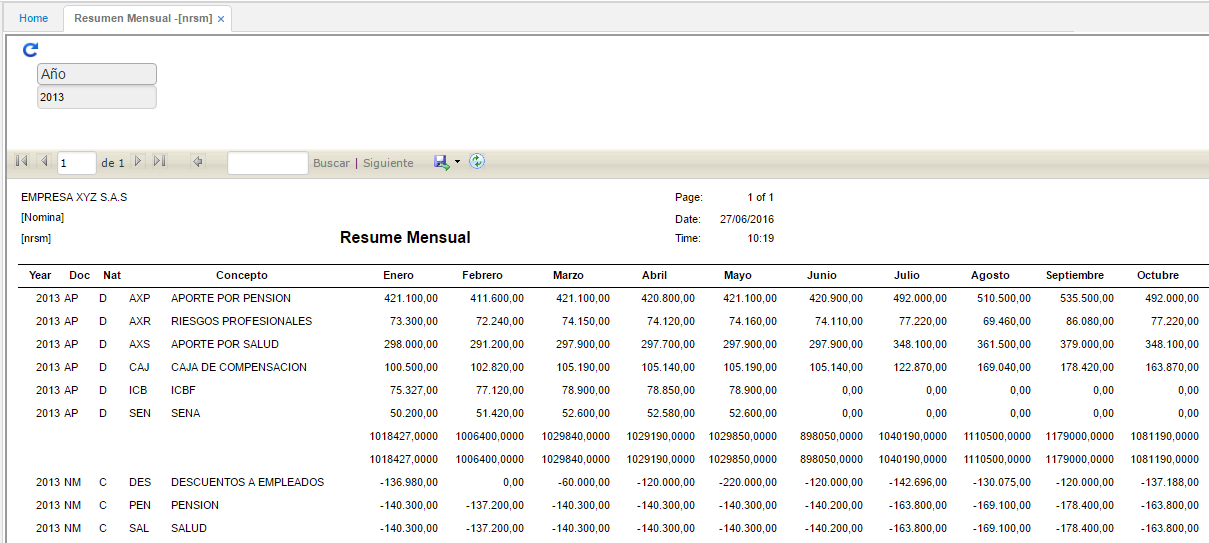 Home Resumen Mensual -[nrsm] ×
Año
2013
1 de 1 Buscar | Siguiente
EMPRESA XYZ S.A.S Page: 1 of 1
[Nomina] Date: 27/06/2016
[nrsm] Resume Mensual Time: 10:19
Year Doc Nat Concepto Enero Febrero Marzo Abril Mayo Junio Julio Agosto Septiembre Octubre
2013 AP D AXP APORTE POR PENSION 421.100,00 411.600,00 421.100,00 420.800,00 421.100,00 420.900,00 492.000,00 510.500,00 535.500,00 492.000,00
2013 AP D AXR RIESGOS PROFESIONALES 73.300,00 72.240,00 74.150,00 74.120,00 74.160,00 74.110,00 77.220,00 69.460,00 86.080,00 77.220,00
2013 AP D AXS APORTE POR SALUD 298.000,00 291.200,00 297.900,00 297.700,00 297.900,00 297.900,00 348.100,00 361.500,00 379.000,00 348.100,00
2013 AP D CAJ CAJA DE COMPENSACION 100.500,00 102.820,00 105.190,00 105.140,00 105.190,00 105.140,00 122.870,00 169.040,00 178.420,00 163.870,00
2013 AP D ICB ICBF 75.327,00 77.120,00 78.900,00 78.850,00 78.900,00 0,00 0,00 0,00 0,00 0,00
2013 AP D SEN SENA 50.200,00 51.420,00 52.600,00 52.580,00 52.600,00 0,00 0,00 0,00 0,00 0,00
1018427,0000 1006400,0000 1029840,0000 1029190,0000 1029850,0000 898050,0000 1040190,0000 1110500,0000 1179000,0000 1081190,0000
1018427,0000 1006400,0000 1029840,0000 1029190,0000 1029850,0000 898050,0000 1040190,0000 1110500,0000 1179000,0000 1081190,0000
2013 NM C DES DESCUENTOS A EMPLEADOS -136.980,00 0,00 -60.000,00 -120.000,00 -220.000,00 -120.000,00 -142.696,00 -130.075,00 -120.000,00 -137.188,00
2013 NM C PEN PENSION -140.300,00 -137.200,00 -140.300,00 -140.300,00 -140.300,00 -140.200,00 -163.800,00 -169.100,00 -178.400,00 -163.800,00
2013 NM C SAL SALUD -140.300,00 -137.200,00 -140.300,00 -140.300,00 -140.300,00 -140.200,00 -163.800,00 -169.100,00 -178.400,00 -163.800,00